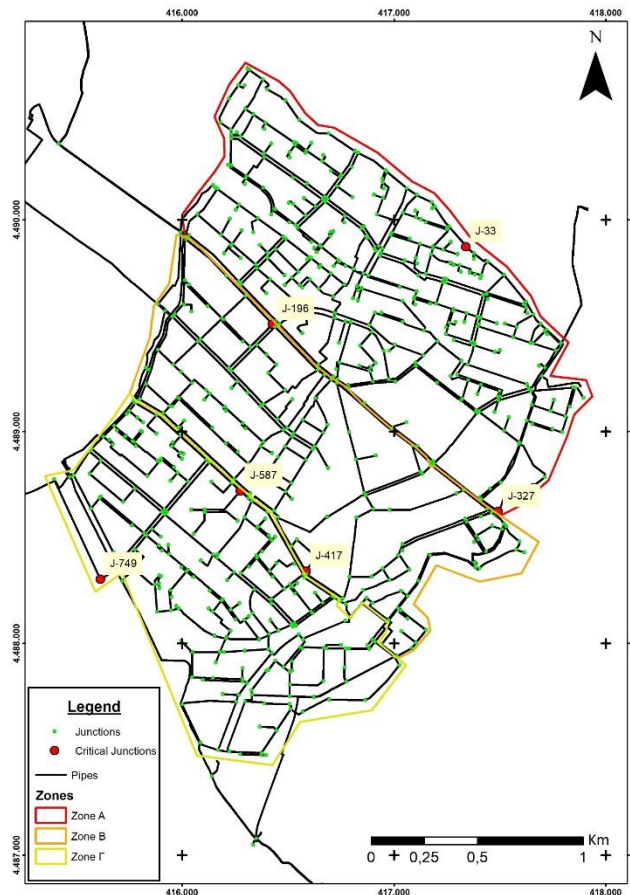 416.000 417.000 418.000
N
4.490.000
J-33
J-196
4.489.000
J-587
J-327
J-417
J-749
4.488.000
Legend
Junctions
Critical Junctions
Pipes
Zones
Zone A
Zone B
Zone Γ
Km
0 0,25 0,5 1
4.487.000
416.000 417.000 418.000